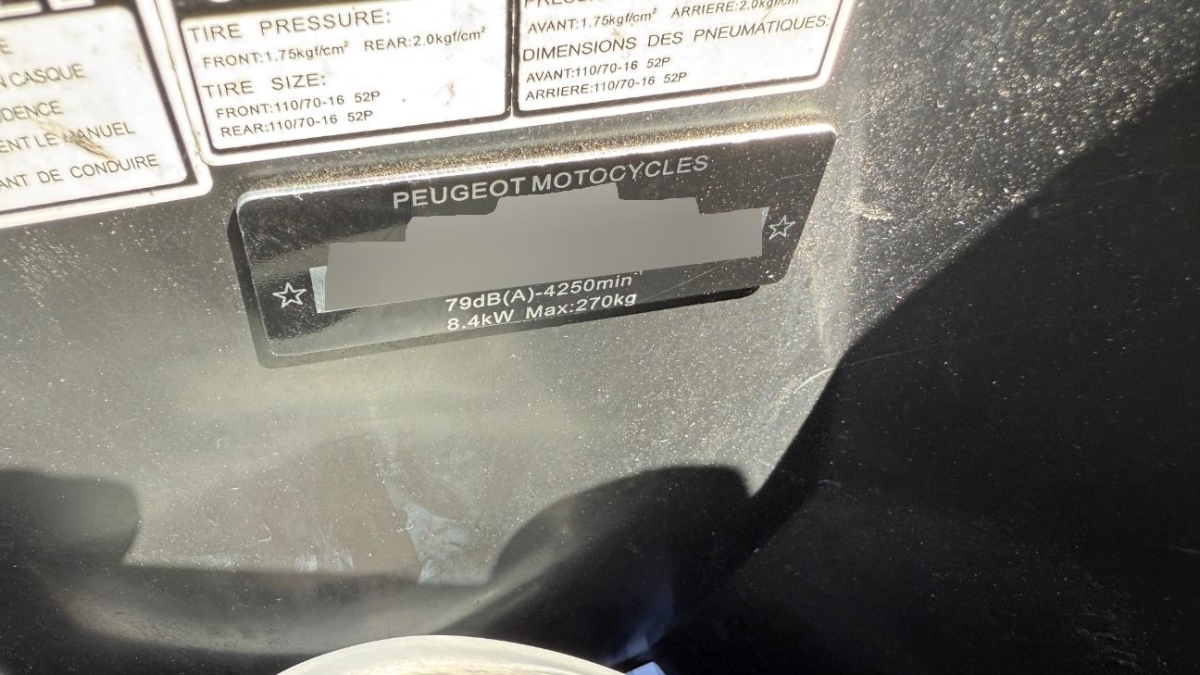 N CASQUE
DENCE
ENT LE MANUEL
ANT DE CONDUIRE
TIRE PRESSURE:
FRONT:1.75kgf/cm² REAR:2.0kgf/cm²
TIRE SIZE:
FRONT:110/70-16 52P
REAR:110/70-16 52P
AVANT:1.75kgf/cm² ARRIERE:2.0kgf/cm²
DIMENSIONS DES PNEUMATIQUES:
AVANT:110/70-16 52P
ARRIERE:110/70-16 52P
PEUGEOT MOTOCYCLES
79dB(A)-4250min
8.4kW Max:270kg